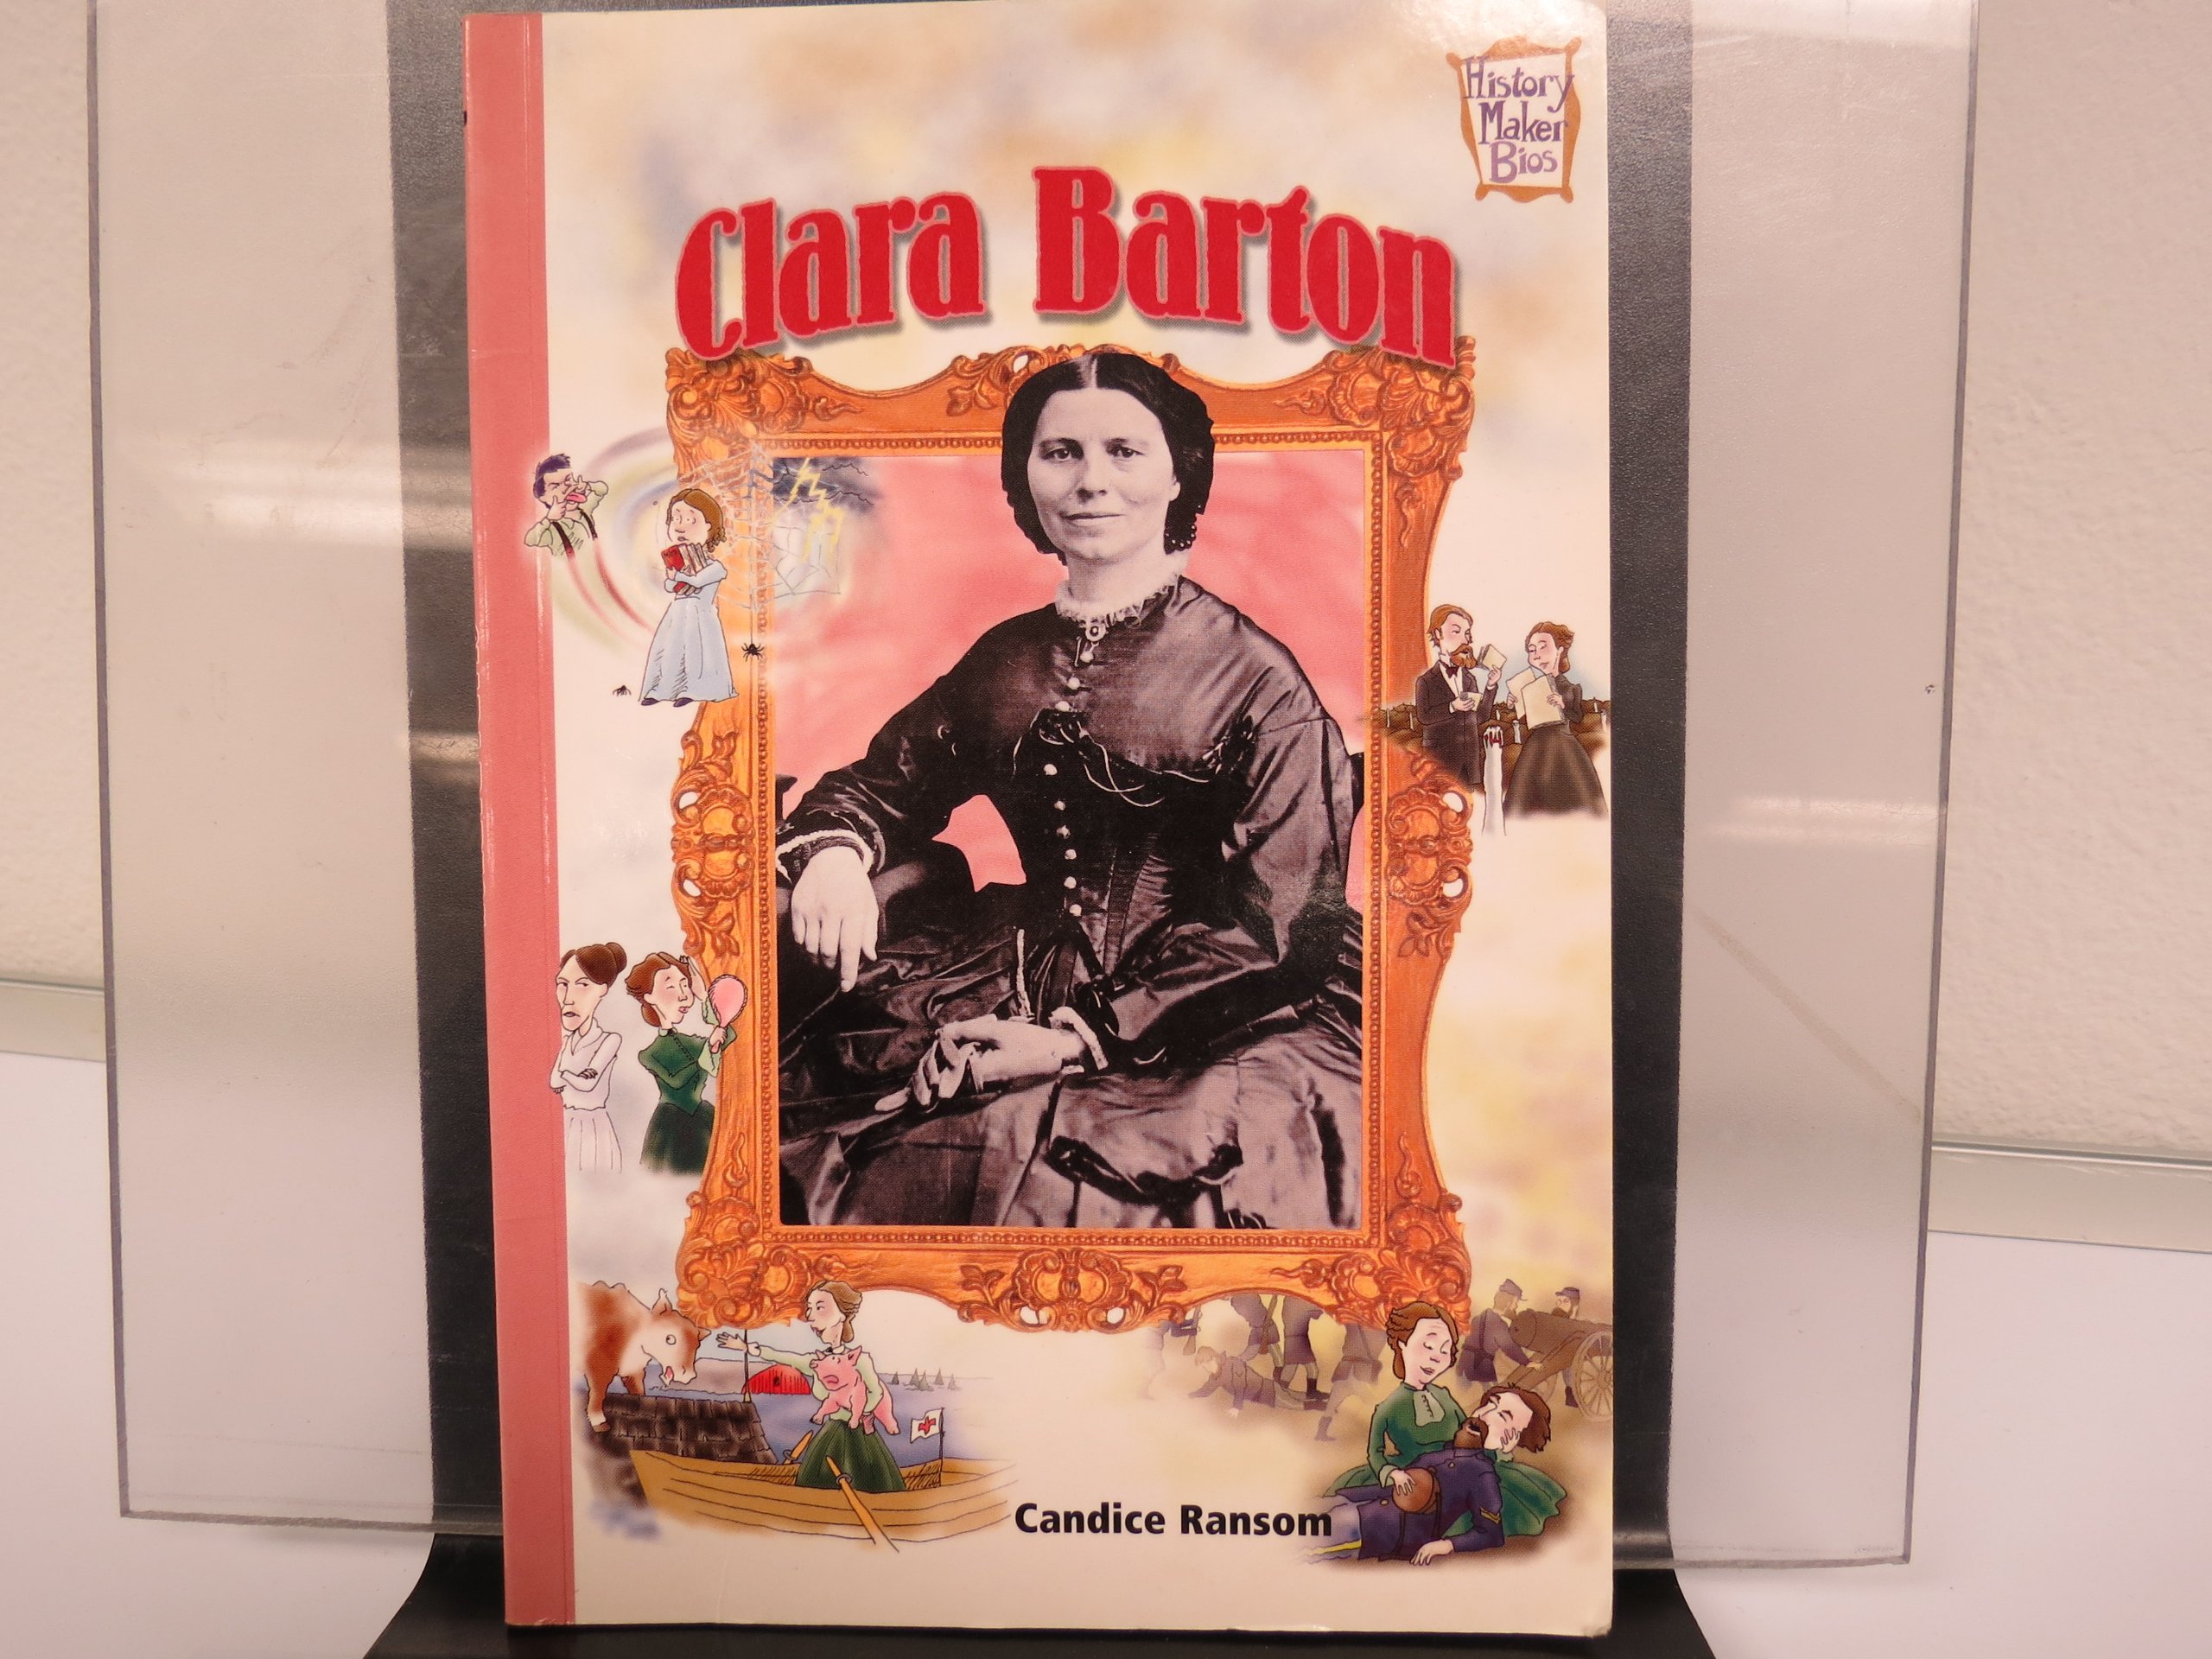 History
Maker
Bios
Clara Barton
Candice Ransom